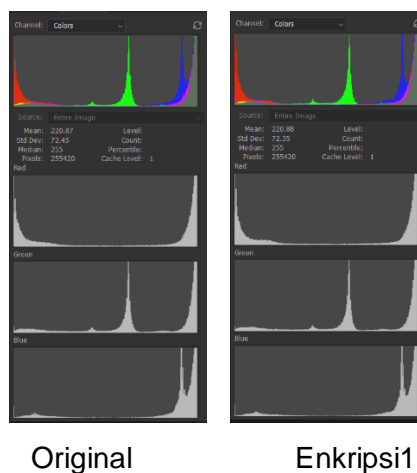 Channel: Colors
Source: Entire Image
Mean: 220.87 Level:
Std Dev: 72.45 Count:
Median: 255 Percentile:
Pixels: 255420 Cache Level: 1
Red
Green
Blue
Original
Channel: Colors
Source: Entire Image
Mean: 220.88 Level:
Std Dev: 72.35 Count:
Median: 255 Percentile:
Pixels: 255420 Cache Level: 1
Red
Green
Blue
Enkripsi1